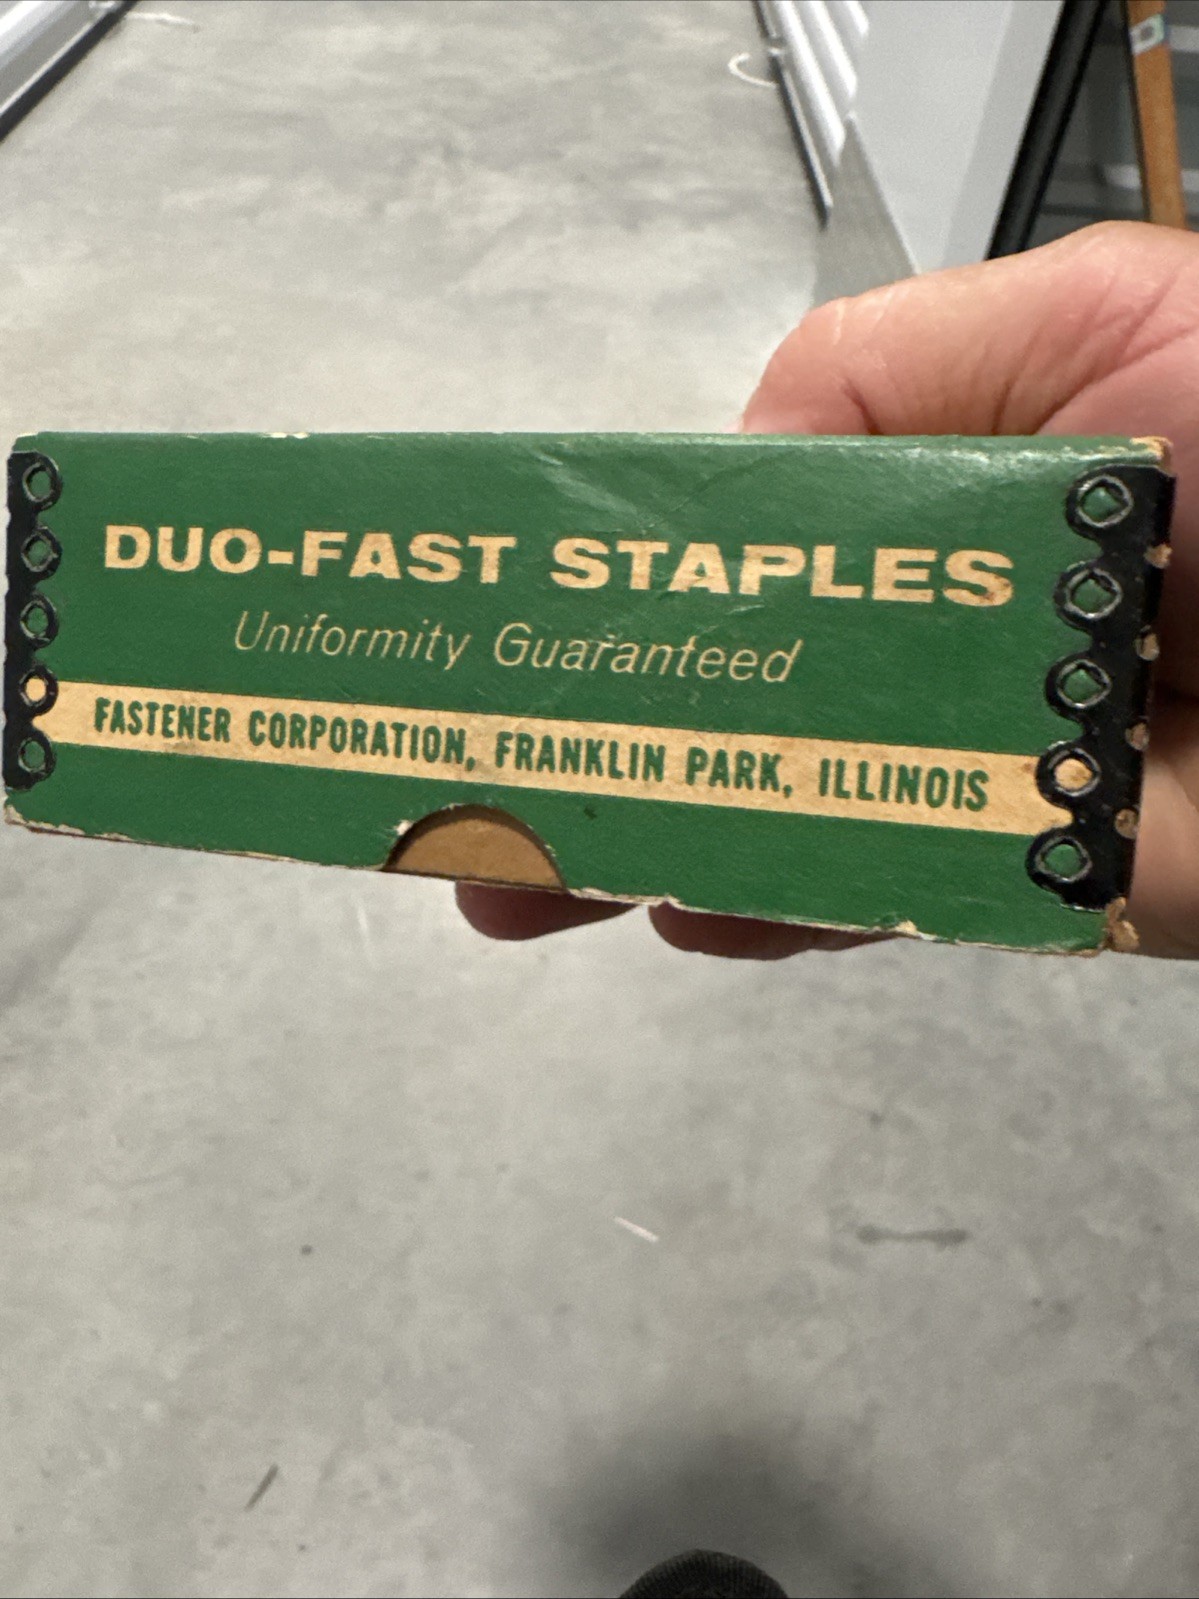 DUO-FAST STAPLES
Uniformity Guaranteed
FASTENER CORPORATION, FRANKLIN PARK, ILLINOIS